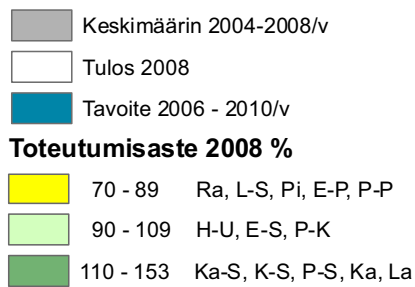 Keskimäärin 2004-2008/v
Tulos 2008
Tavoite 2006 - 2010/v
Toteutumisaste 2008 %
70 - 89 Ra, L-S, Pi, E-P, P-P
90 - 109 H-U, E-S, P-K
110 - 153 Ka-S, K-S, P-S, Ka, La